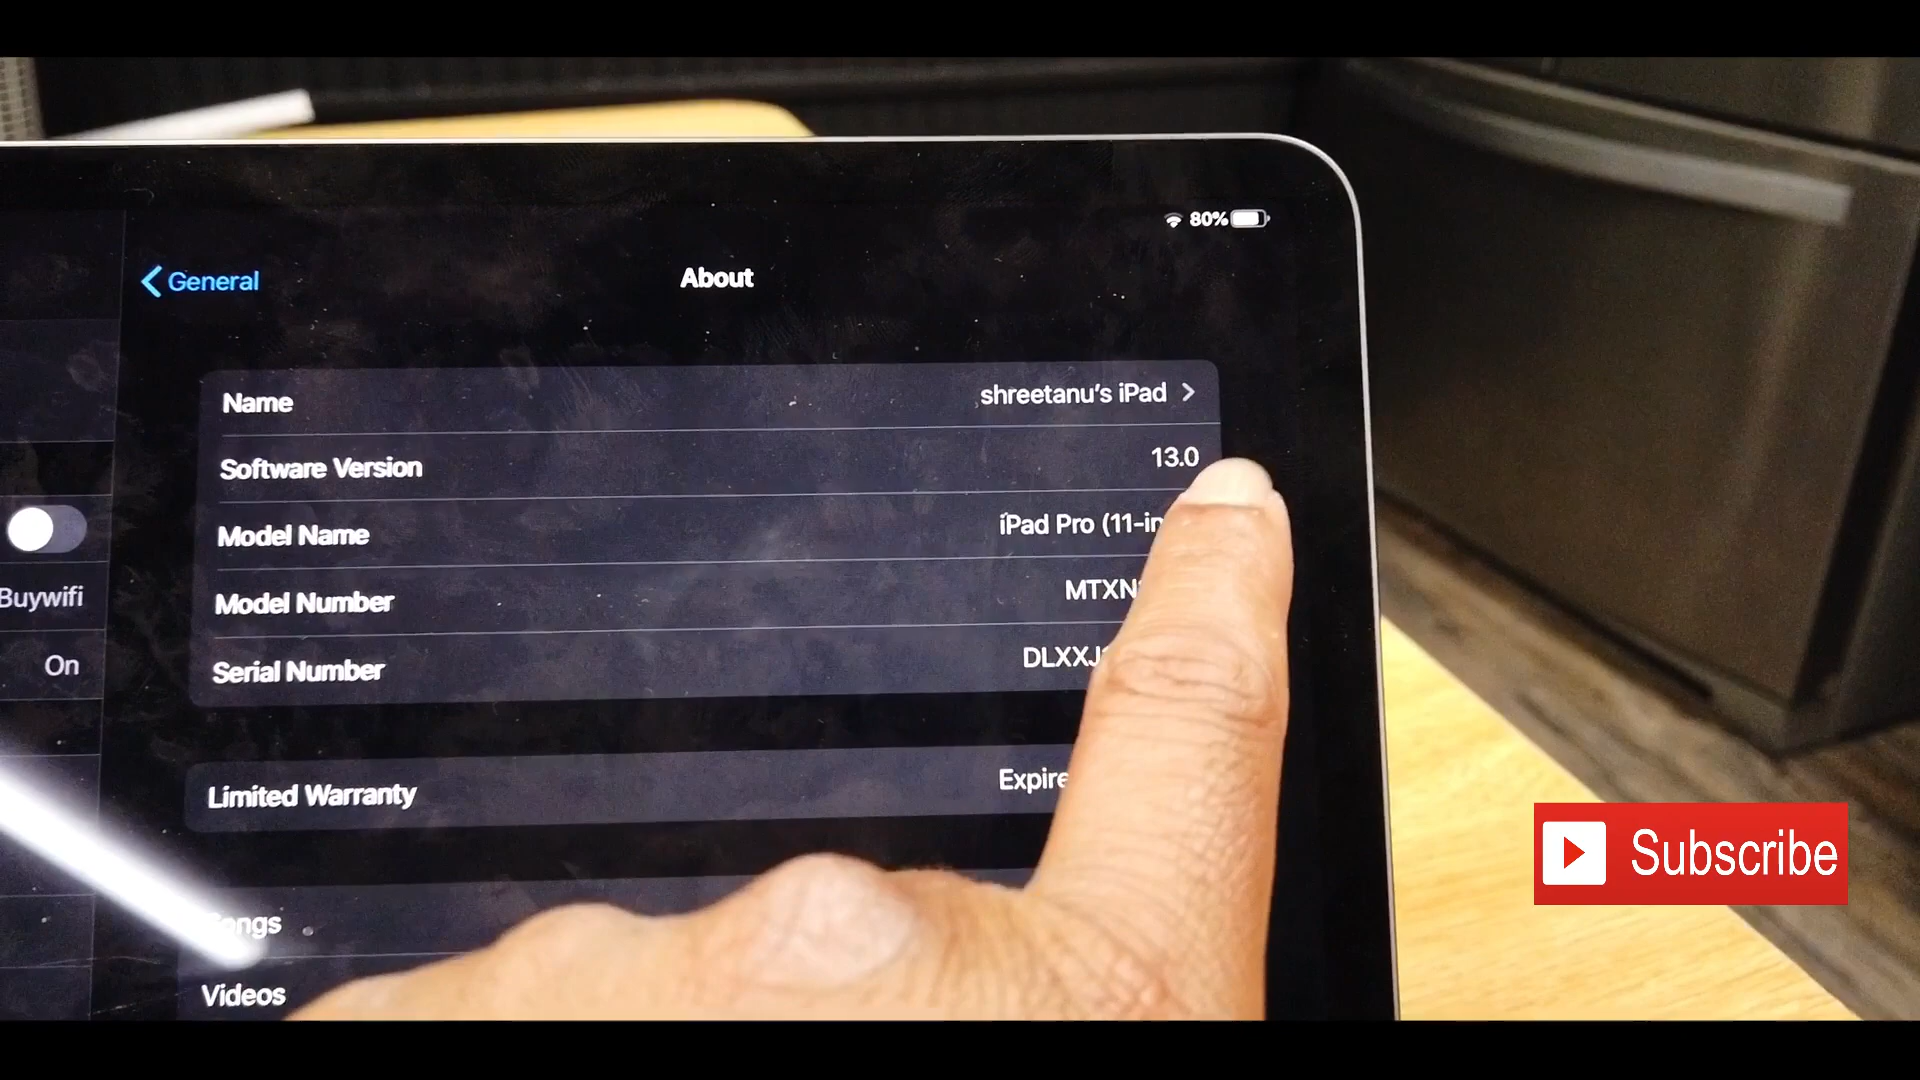 80%
General
About
Name shreetanu's iPad
Software Version 13.0
Model Name iPad Pro (11-in
Model Number MTXN
Serial Number DLXXJ
Limited Warranty Expire
Videos
Buywifi
On
Subscribe